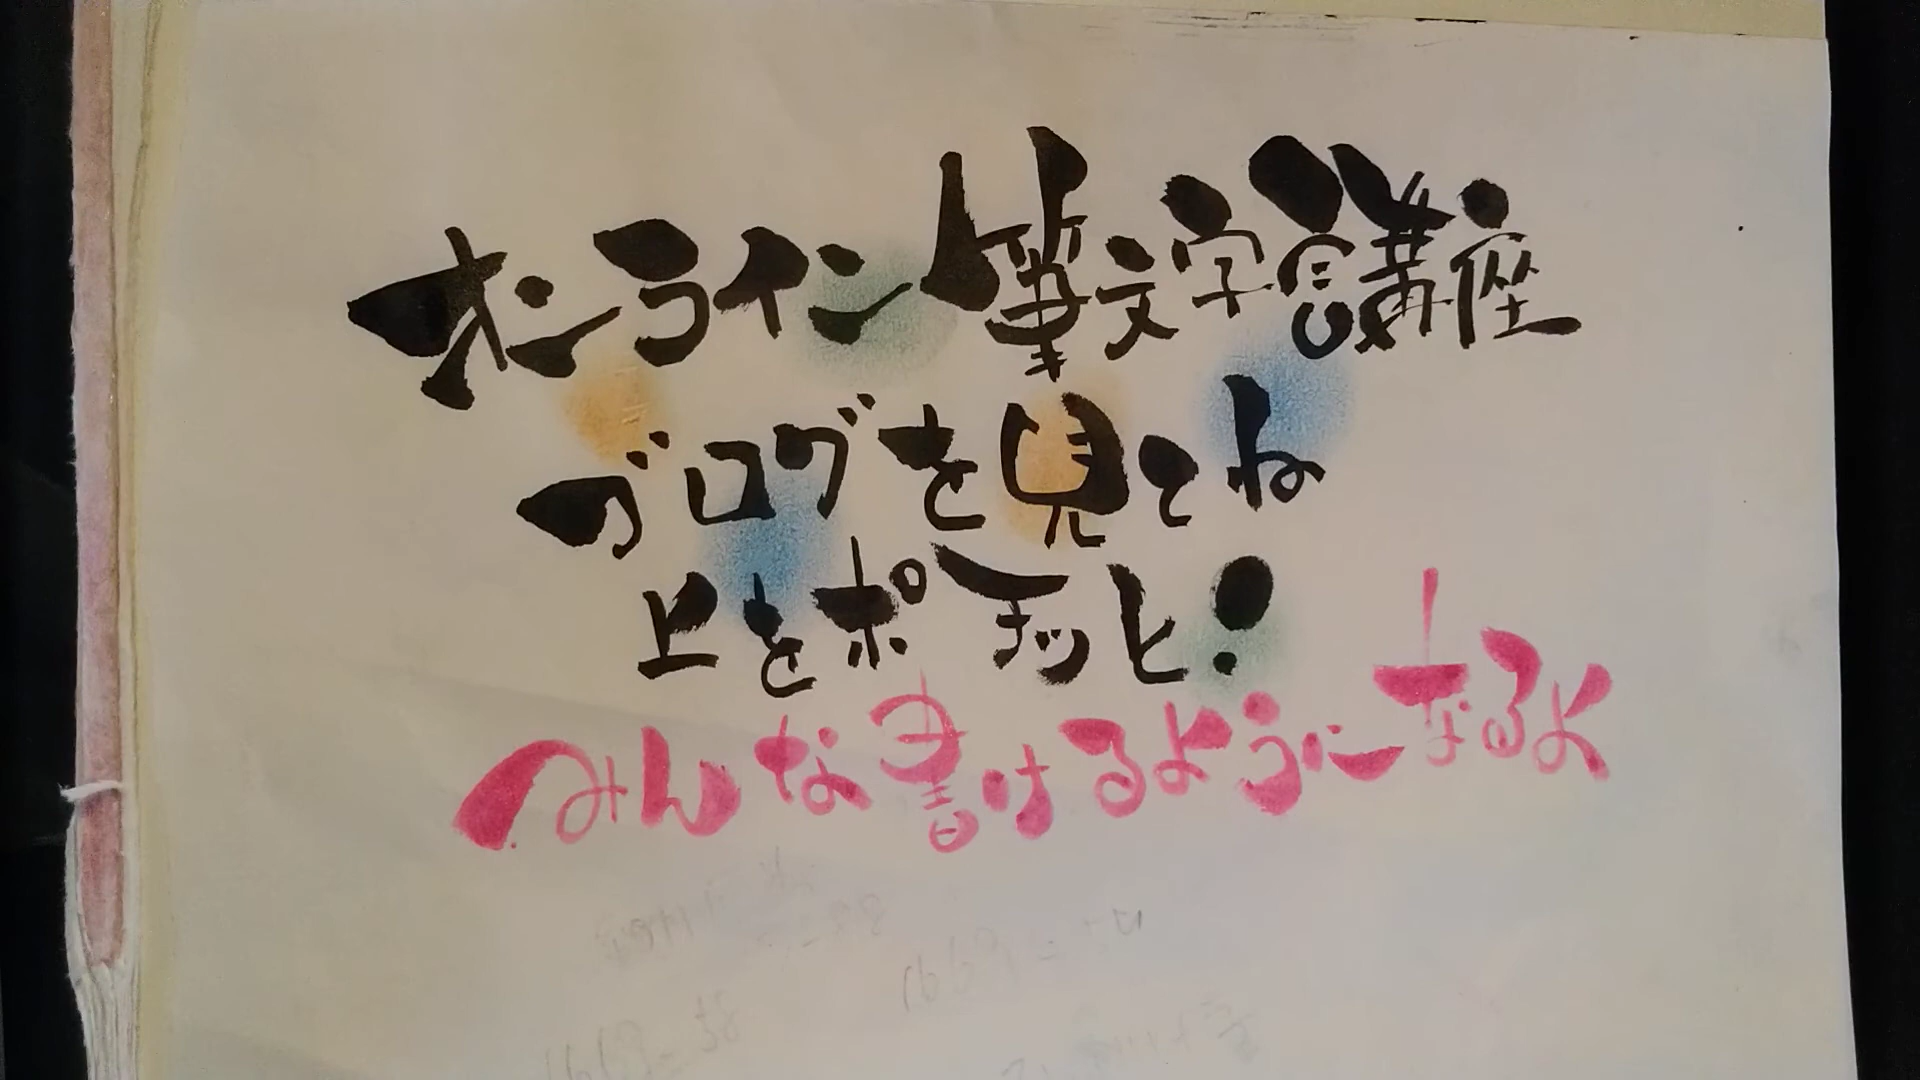 オンライン筆文字講座
ブログを見てね
上をポチッと!
みんな書けるようになるよ